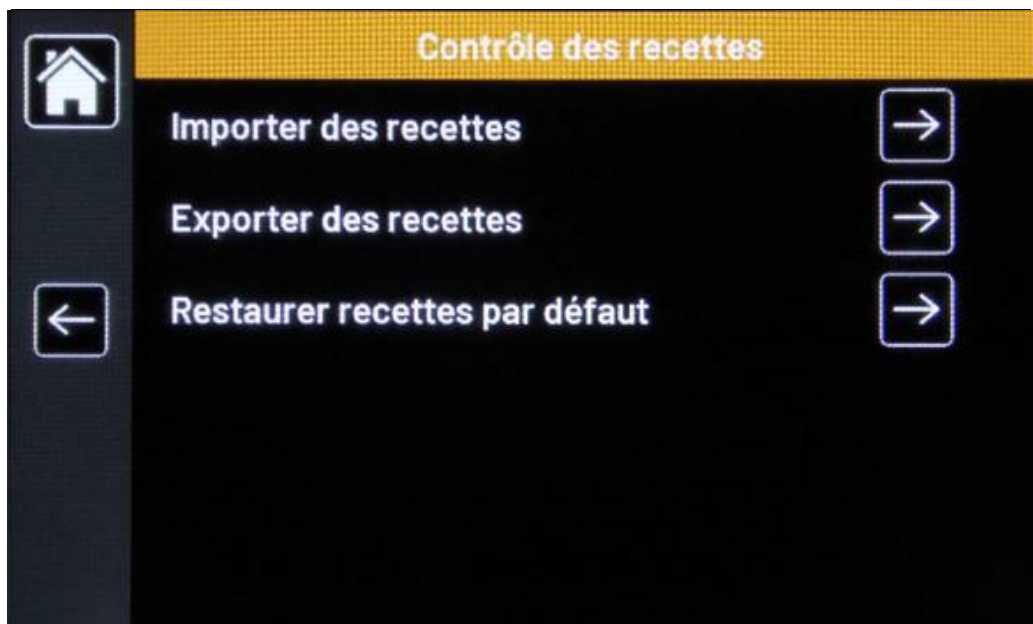 Contrôle des recettes
Importer des recettes
Exporter des recettes
Restaurer recettes par défaut